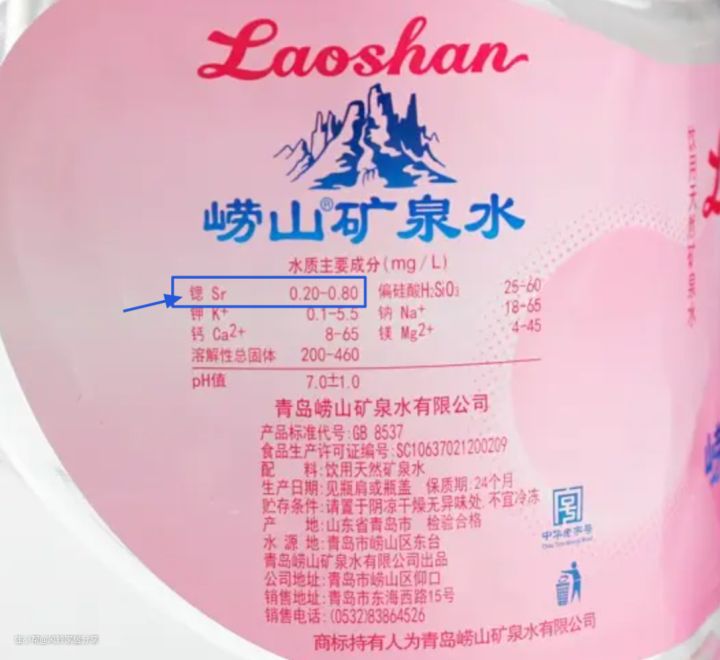 Laoshan
崂山®矿泉水
水质主要成分(mg/L)
锶 Sr 0.20-0.80 偏硅酸H₂SiO₃ 25-60
钾 K⁺ 0.1-5.5 钠 Na⁺ 18-65
钙 Ca²⁺ 8-65 镁 Mg²⁺ 4-45
溶解性总固体 200-460
pH值 7.0±1.0
青岛崂山矿泉水有限公司
产品标准代号:GB 8537
食品生产许可证编号:SC10637021200209
配 料:饮用天然矿泉水
生产日期:见瓶肩或瓶盖 保质期:24个月
贮存条件:请置于阴凉干燥无异味处.不宜冷冻
产 地:山东省青岛市 检验合格
水 源 地:青岛市崂山区东台
青岛崂山矿泉水有限公司出品
公司地址:青岛市崂山区仰口
销售地址:青岛市东海西路15号
销售电话:(0532)83864526
商标持有人为青岛崂山矿泉水有限公司
中华老字号
饮用天然矿泉水